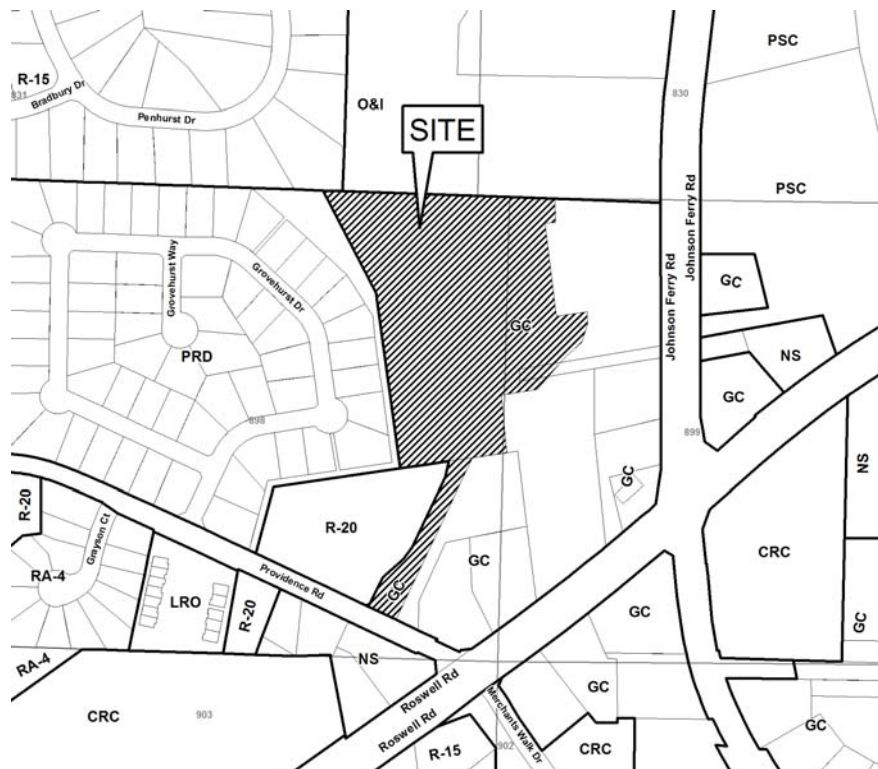 PSC
R-15
831
Bradbury Dr
Penhurst Dr
O&I
830
SITE
Johnson Ferry Rd
Johnson Ferry Rd
PSC
Grovehurst Way
Grovehurst Dr
GC
GC
NS
PRD
GC
898
899
GC
NS
R-20
R-20
Grayson Ct
RA-4
LRO
R-20
Providence Rd
GC
GC
CRC
GC
GC
RA-4
NS
Roswell Rd
Roswell Rd
Merchants Walk Dr
GC
CRC
903
R-15
902
CRC
GC